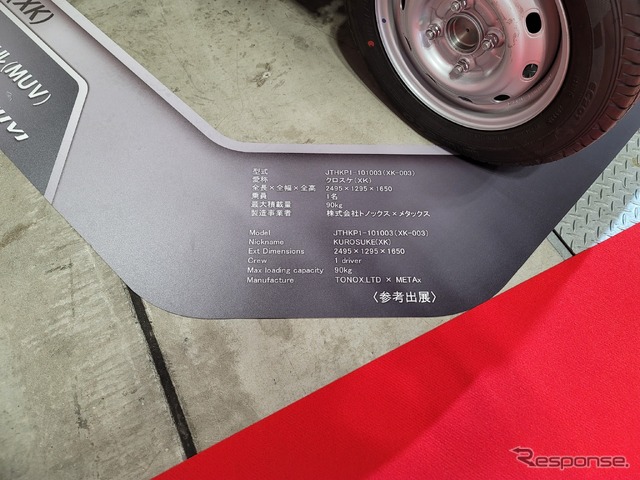 (XK)
(MUV)
型式 JTHKP1-101003(XK-003)
愛称 クロスケ(XK)
全長×全幅×全高 2495×1295×1650
乗員 1名
最大積載量 90kg
製造事業者 株式会社トノックス×メタックス
Model JTHKP1-101003(XK-003)
Nickname KUROSUKE(XK)
Ext Dimensions 2495×1295×1650
Crew 1 driver
Max loading capacity 90kg
Manufacture TONOX.LTD × METAx
〈参考出展〉
Response.